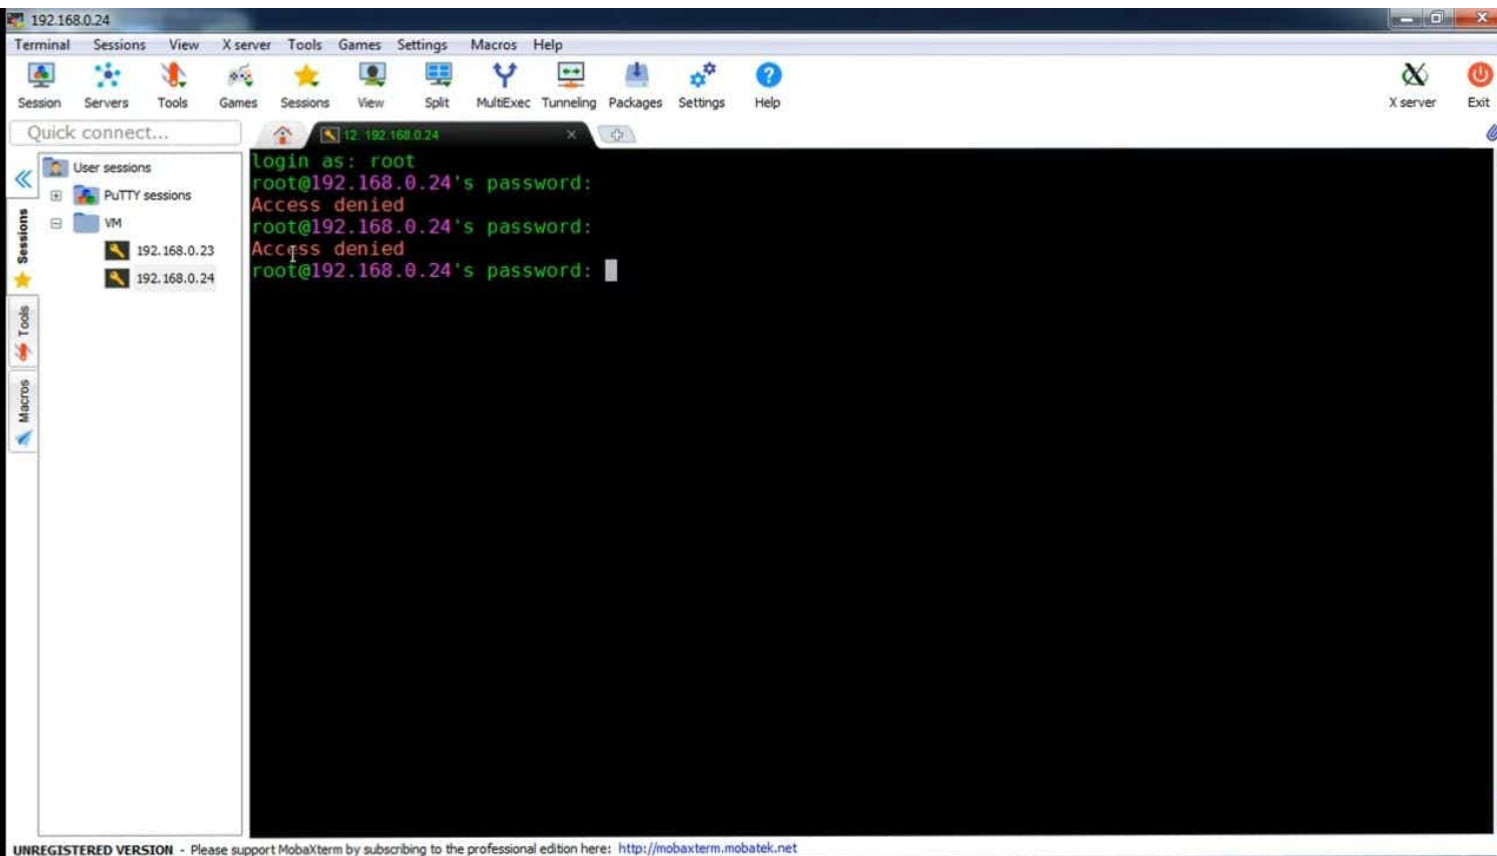 192.168.0.24
Terminal Sessions View X server Tools Games Settings Macros Help
Session Servers Tools Games Sessions View Split MultiExec Tunneling Packages Settings Help X server Exit
Quick connect...
12. 192.168.0.24
User sessions
PuTTY sessions
VM
192.168.0.23
192.168.0.24
Sessions
Tools
Macros
login as: root
root@192.168.0.24's password:
Access denied
root@192.168.0.24's password:
Access denied
root@192.168.0.24's password:
UNREGISTERED VERSION - Please support MobaXterm by subscribing to the professional edition here: http://mobaxterm.mobatek.net